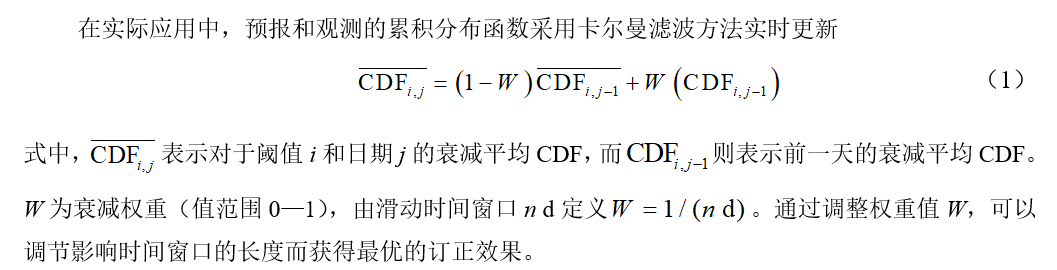 在实际应用中，预报和观测的累积分布函数采用卡尔曼滤波方法实时更新
$\overline{\mathrm{CDF}_{i,j}} = (1-W)\overline{\mathrm{CDF}_{i,j-1}} + W(\mathrm{CDF}_{i,j-1})$ （1）
式中，$\overline{\mathrm{CDF}_{i,j}}$ 表示对于阈值 i 和日期 j 的衰减平均 CDF，而 $\mathrm{CDF}_{i,j-1}$ 则表示前一天的衰减平均 CDF。
W 为衰减权重（值范围 0—1），由滑动时间窗口 n d 定义 W = 1 / (n d) 。通过调整权重值 W，可以
调节影响时间窗口的长度而获得最优的订正效果。